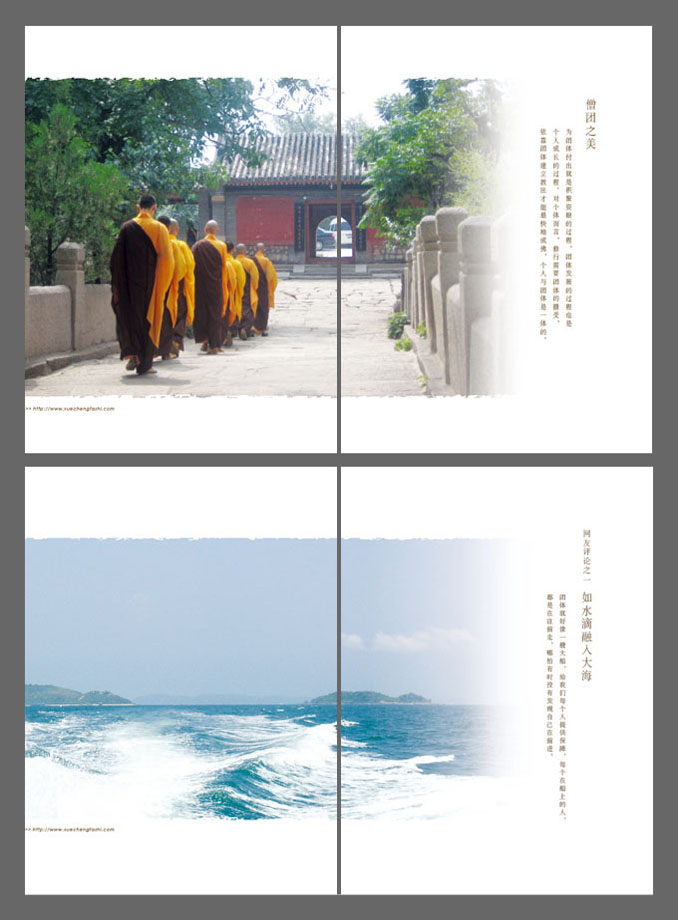 僧团之美
为团体付出就是积聚资粮的过程，团体发展的过程也是
个人成长的过程。对个体而言，修行需要团体的摄受，
依靠团体建立教法才能最快地成佛，个人与团体是一体的。
>> http://www.xuechengfashi.com
网友评论之一 如水滴融入大海
团体就好像一艘大船，给我们每个人提供保障，每个在船上的人，
都是在往前走，哪怕有时没有发现自己在前进。
>> http://www.xuechengfashi.com